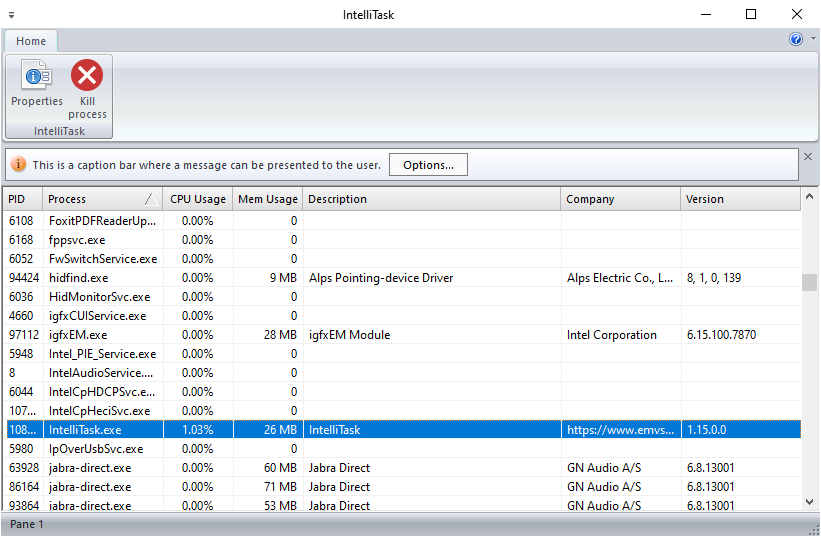 IntelliTask
Home
Properties
Kill process
IntelliTask
This is a caption bar where a message can be presented to the user. Options...
PID Process CPU Usage Mem Usage Description Company Version
6108 FoxitPDFReaderUp... 0.00% 0
6168 fppsvc.exe 0.00% 0
6052 FwSwitchService.exe 0.00% 0
94424 hidfind.exe 0.00% 9 MB Alps Pointing-device Driver Alps Electric Co., L... 8, 1, 0, 139
6036 HidMonitorSvc.exe 0.00% 0
4660 igfxCUIService.exe 0.00% 0
97112 igfxEM.exe 0.00% 28 MB igfxEM Module Intel Corporation 6.15.100.7870
5948 Intel_PIE_Service.exe 0.00% 0
8 IntelAudioService.... 0.00% 0
6044 IntelCpHDCPSvc.e... 0.00% 0
107... IntelCpHeciSvc.exe 0.00% 0
108... IntelliTask.exe 1.03% 26 MB IntelliTask https://www.emvs... 1.15.0.0
5980 IpOverUsbSvc.exe 0.00% 0
63928 jabra-direct.exe 0.00% 60 MB Jabra Direct GN Audio A/S 6.8.13001
86164 jabra-direct.exe 0.00% 71 MB Jabra Direct GN Audio A/S 6.8.13001
93864 jabra-direct.exe 0.00% 53 MB Jabra Direct GN Audio A/S 6.8.13001
Pane 1